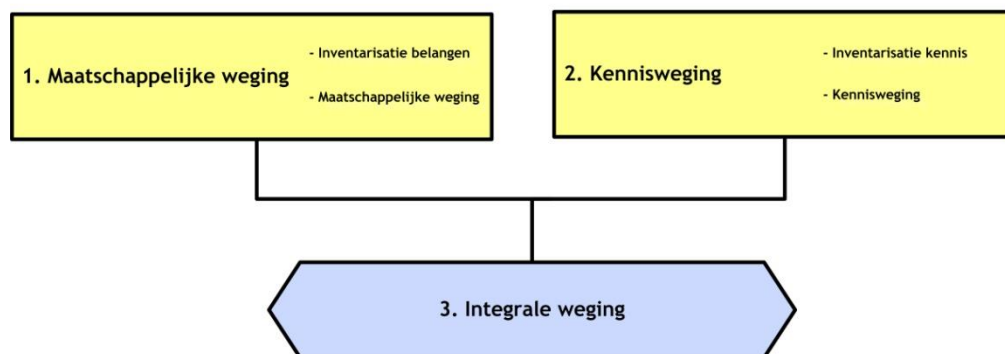 1. Maatschappelijke weging
- Inventarisatie belangen
- Maatschappelijke weging
2. Kennisweging
- Inventarisatie kennis
- Kennisweging
3. Integrale weging